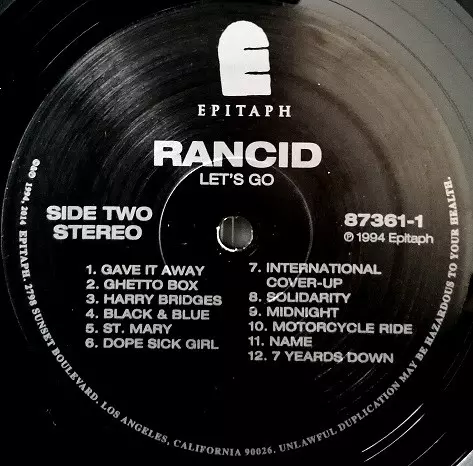 EPITAPH
RANCID
LET'S GO
SIDE TWO
STEREO
87361-1
℗ 1994 Epitaph
1. GAVE IT AWAY
2. GHETTO BOX
3. HARRY BRIDGES
4. BLACK & BLUE
5. ST. MARY
6. DOPE SICK GIRL
7. INTERNATIONAL
COVER-UP
8. SOLIDARITY
9. MIDNIGHT
10. MOTORCYCLE RIDE
11. NAME
12. 7 YEARDS DOWN
℗© 1994, 2014 EPITAPH, 2798 SUNSET BOULEVARD, LOS ANGELES, CALIFORNIA 90026. UNLAWFUL DUPLICATION MAY BE HAZARDOUS TO YOUR HEALTH.